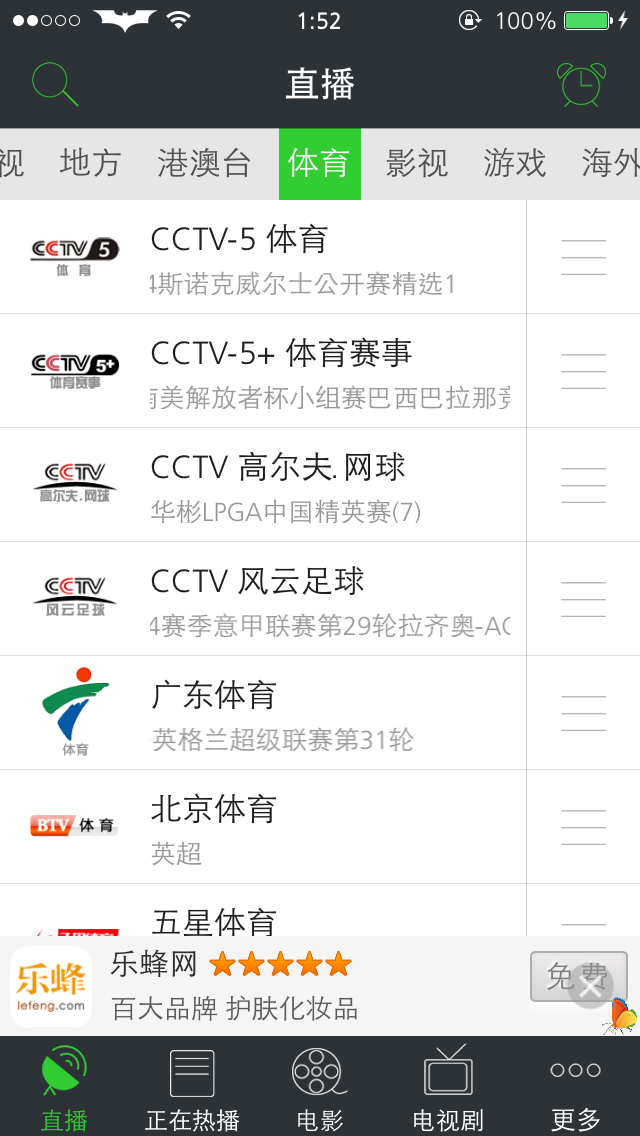 1:52 100%
直播
视 地方 港澳台 体育 影视 游戏 海外
CCTV 5 体育
CCTV-5 体育
4斯诺克威尔士公开赛精选1
CCTV 5+ 体育赛事
CCTV-5+ 体育赛事
南美解放者杯小组赛巴西巴拉那竞
CCTV 高尔夫.网球
CCTV 高尔夫.网球
华彬LPGA中国精英赛(7)
CCTV 风云足球
CCTV 风云足球
4赛季意甲联赛第29轮拉齐奥-AC
体育
广东体育
英格兰超级联赛第31轮
BTV 体育
北京体育
英超
五星体育
乐蜂 lefeng.com
乐蜂网
百大品牌 护肤化妆品
免费
直播 正在热播 电影 电视剧 更多